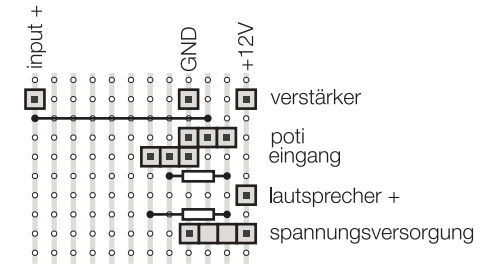 input +
GND
+12V
verstärker
poti
eingang
lautsprecher +
spannungsversorgung